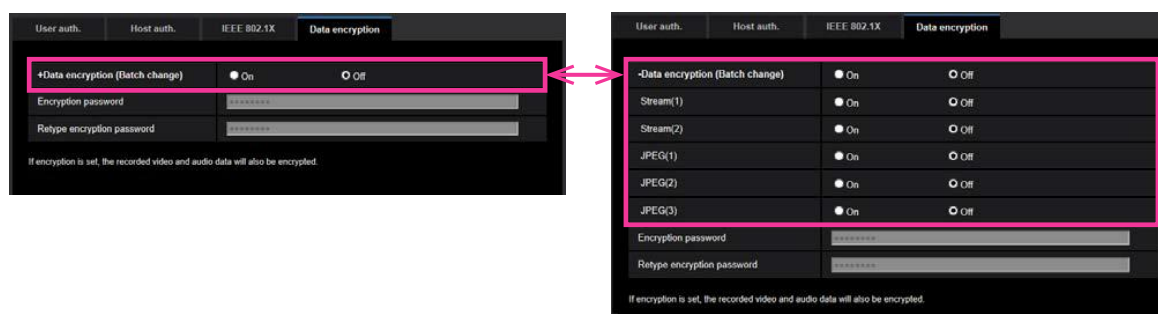 User auth. Host auth. IEEE 802.1X Data encryption
+Data encryption (Batch change) On Off
Encryption password
Retype encryption password
If encryption is set, the recorded video and audio data will also be encrypted.
User auth. Host auth. IEEE 802.1X Data encryption
-Data encryption (Batch change) On Off
Stream(1) On Off
Stream(2) On Off
JPEG(1) On Off
JPEG(2) On Off
JPEG(3) On Off
Encryption password
Retype encryption password
If encryption is set, the recorded video and audio data will also be encrypted.